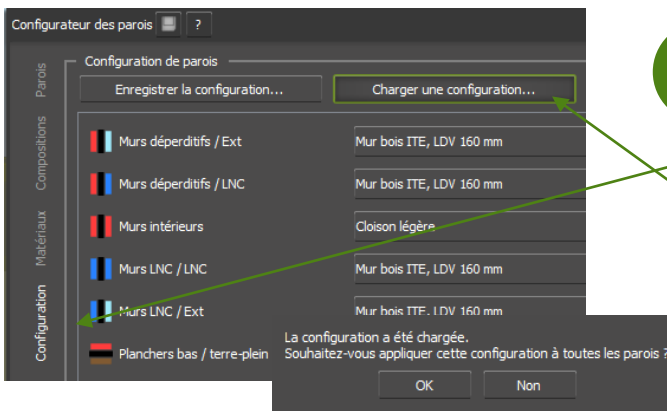 Configurateur des parois ?
Configuration de parois
Enregistrer la configuration...
Charger une configuration...
Parois
Compositions
Matériaux
Configuration
Murs déperditifs / Ext
Mur bois ITE, LDV 160 mm
Murs déperditifs / LNC
Mur bois ITE, LDV 160 mm
Murs intérieurs
Cloison légère
Murs LNC / LNC
Mur bois ITE, LDV 160 mm
Murs LNC / Ext
Mur bois ITE, LDV 160 mm
Planchers bas / terre-plein
La configuration a été chargée.
Souhaitez-vous appliquer cette configuration à toutes les parois ?
OK
Non